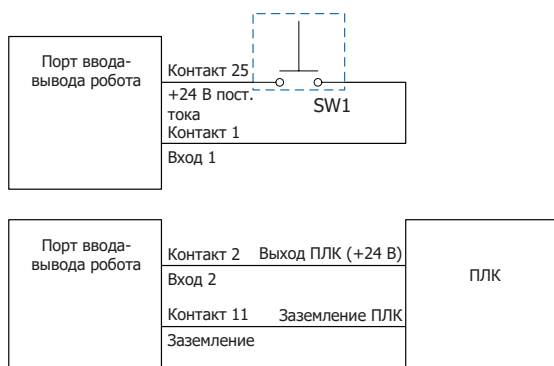 Порт ввода-
вывода робота
Контакт 25
+24 В пост.
тока
SW1
Контакт 1
Вход 1
Порт ввода-
вывода робота
Контакт 2
Выход ПЛК (+24 В)
Вход 2
ПЛК
Контакт 11
Заземление ПЛК
Заземление